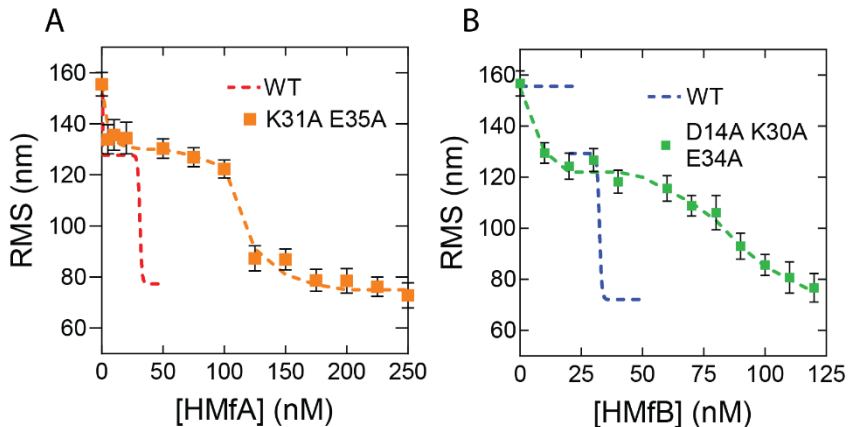 A
RMS (nm)
160
140
120
100
80
60
WT
K31A E35A
0 50 100 150 200 250
[HMfA] (nM)
B
RMS (nm)
160
140
120
100
80
60
WT
D14A K30A
E34A
0 25 50 75 100 125
[HMfB] (nM)